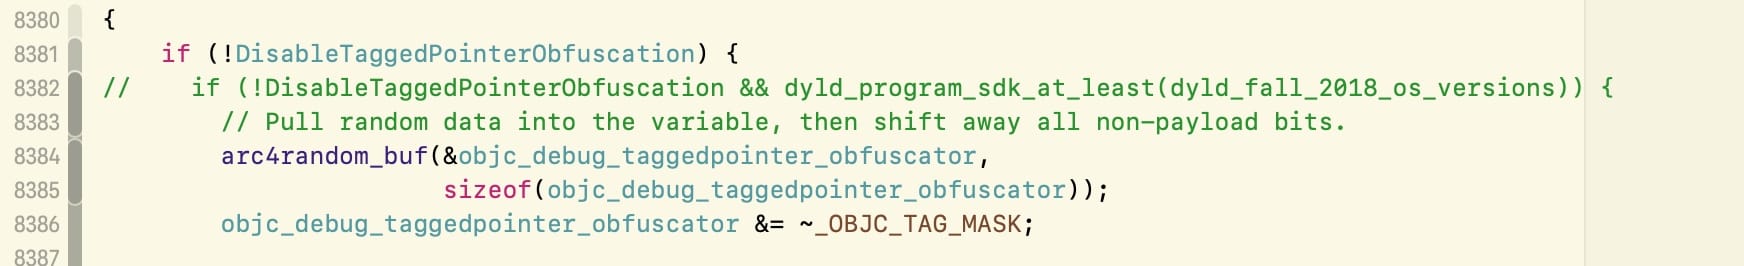 8380 {
8381 if (!DisableTaggedPointerObfuscation) {
8382 // if (!DisableTaggedPointerObfuscation && dyld_program_sdk_at_least(dyld_fall_2018_os_versions)) {
8383 // Pull random data into the variable, then shift away all non-payload bits.
8384 arc4random_buf(&objc_debug_taggedpointer_obfuscator,
8385 sizeof(objc_debug_taggedpointer_obfuscator));
8386 objc_debug_taggedpointer_obfuscator &= ~_OBJC_TAG_MASK;
8387